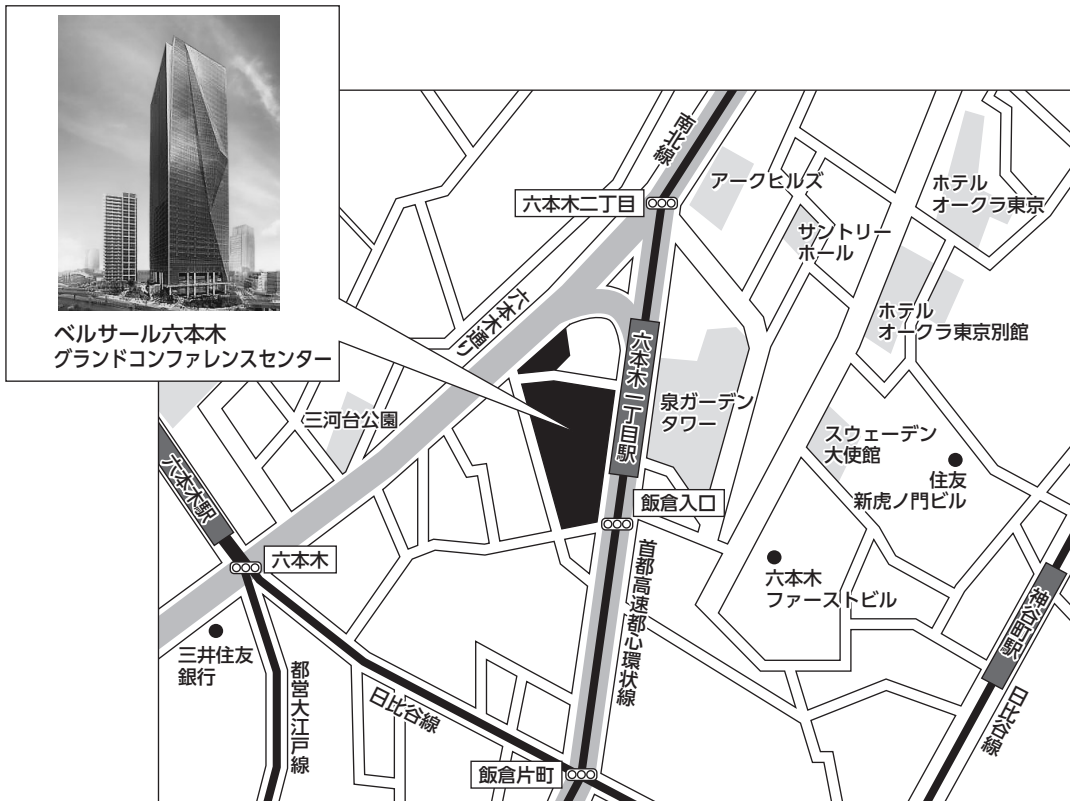 ベルサール六本木
グランドコンファレンスセンター
南北線
六本木二丁目
アークヒルズ
ホテル
オークラ東京
サントリー
ホール
六本木通り
ホテル
オークラ東京別館
六本木一丁目駅
泉ガーデン
タワー
三河台公園
スウェーデン
大使館
住友
新虎ノ門ビル
六本木駅
飯倉入口
六本木
首都高速都心環状線
六本木
ファーストビル
神谷町駅
三井住友
銀行
都営大江戸線
日比谷線
日比谷線
飯倉片町